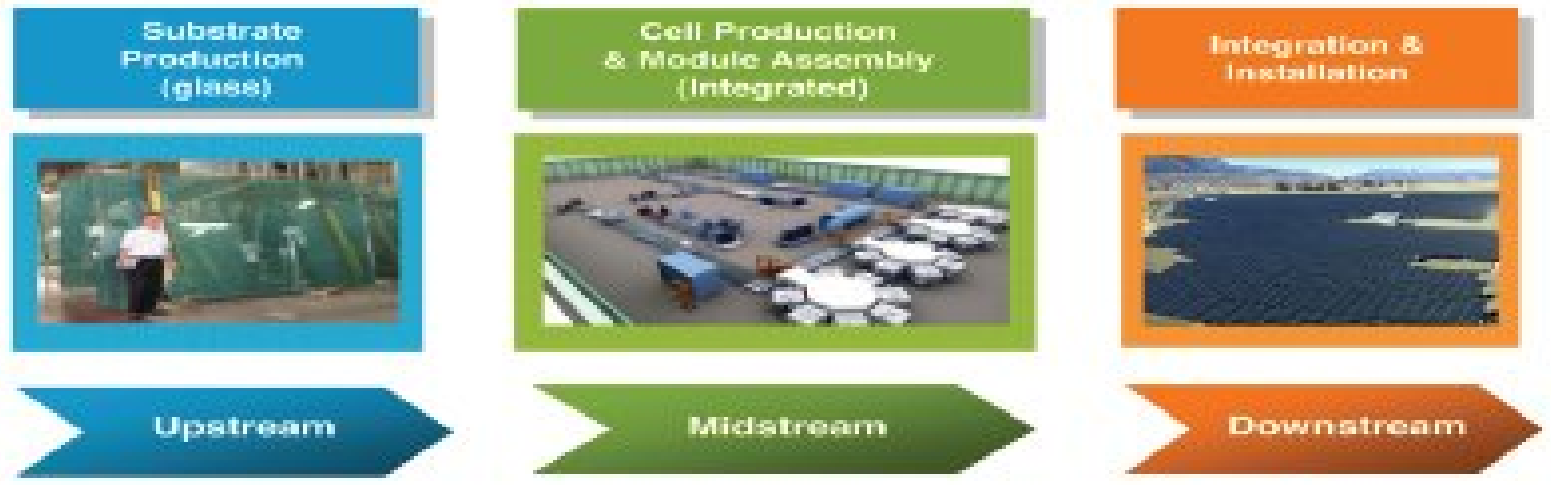 Substrate
Production
(glass)
Cell Production
& Module Assembly
(Integrated)
Integration &
Installation
Upstream
Midstream
Downstream